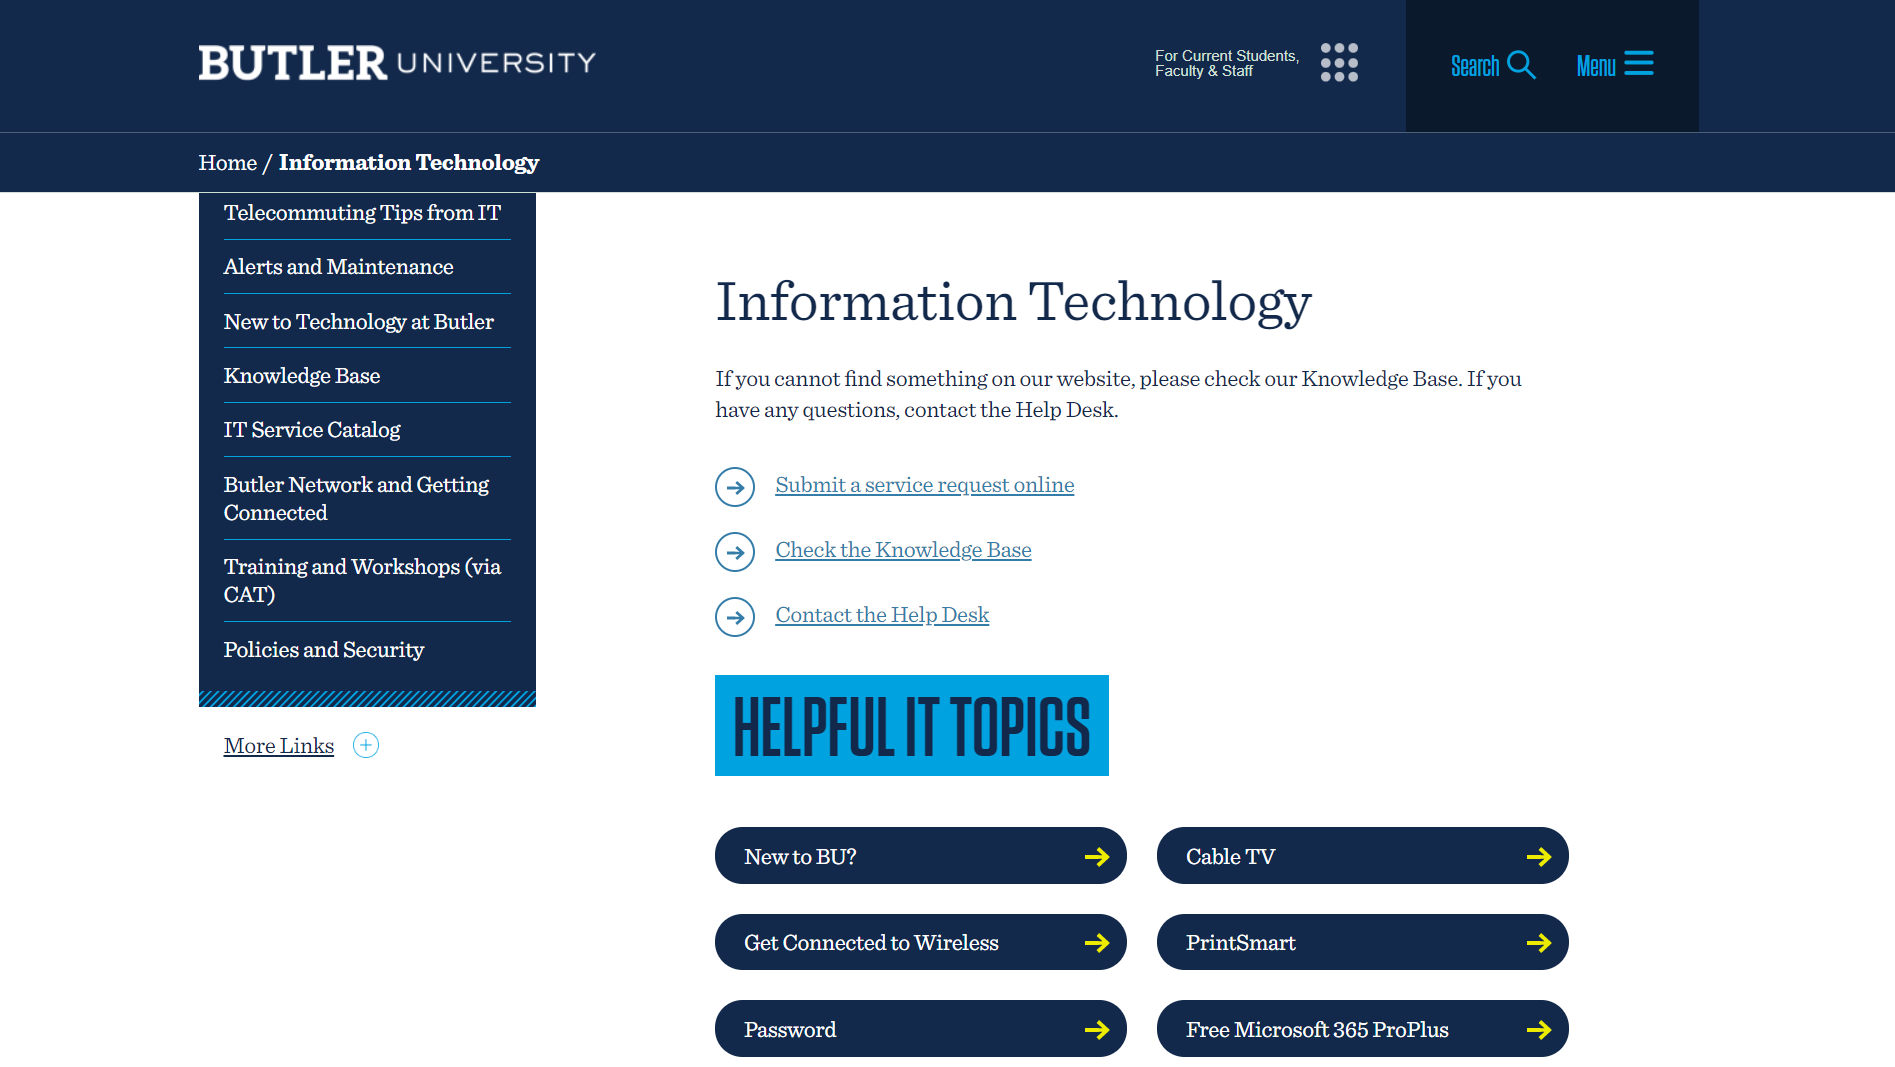 BUTLER UNIVERSITY
For Current Students,
Faculty & Staff
Search
Menu
Home / Information Technology
Telecommuting Tips from IT
Alerts and Maintenance
New to Technology at Butler
Knowledge Base
IT Service Catalog
Butler Network and Getting
Connected
Training and Workshops (via
CAT)
Policies and Security
More Links
Information Technology
If you cannot find something on our website, please check our Knowledge Base. If you
have any questions, contact the Help Desk.
Submit a service request online
Check the Knowledge Base
Contact the Help Desk
HELPFUL IT TOPICS
New to BU?
Cable TV
Get Connected to Wireless
PrintSmart
Password
Free Microsoft 365 ProPlus